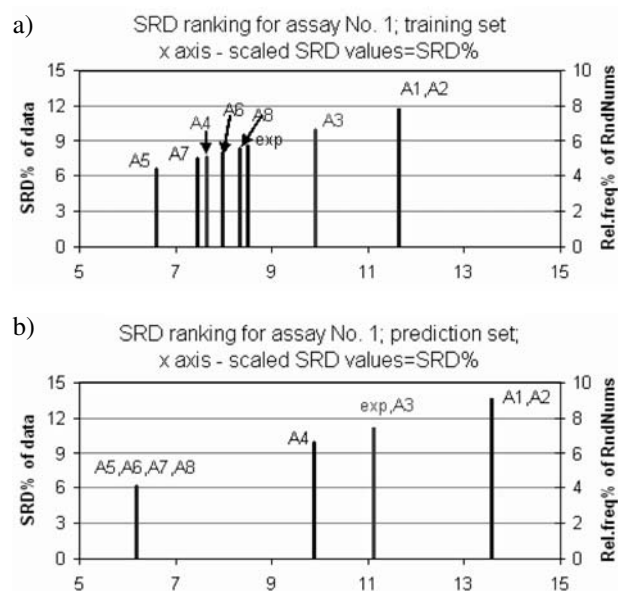 a)
SRD ranking for assay No. 1; training set
x axis - scaled SRD values=SRD%
SRD% of data
15
12
9
6
3
0
A5
A7
A4
A6
A8
exp
A3
A1,A2
10
8
6
4
2
0
Rel.freq% of RndNums
5 7 9 11 13 15
b)
SRD ranking for assay No. 1; prediction set;
x axis - scaled SRD values=SRD%
SRD% of data
15
12
9
6
3
0
A5,A6,A7,A8
A4
exp,A3
A1,A2
10
8
6
4
2
0
Rel.freq% of RndNums
5 7 9 11 13 15